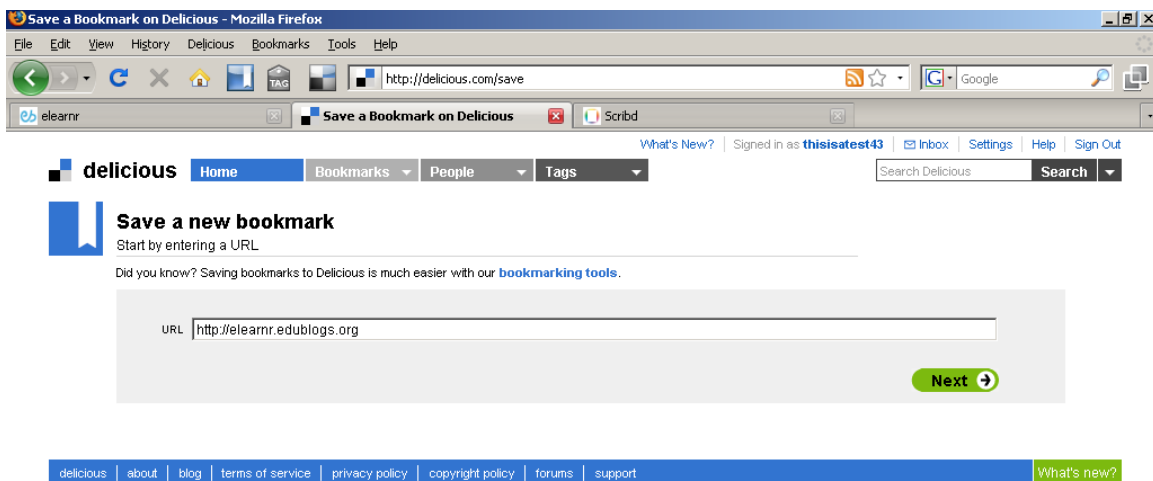 Save a Bookmark on Delicious - Mozilla Firefox
File Edit View History Delicious Bookmarks Tools Help
TAG http://delicious.com/save G Google
eb elearnr Save a Bookmark on Delicious Scribd
What's New? Signed in as thisisatest43 Inbox Settings Help Sign Out
delicious Home Bookmarks People Tags Search Delicious Search
Save a new bookmark
Start by entering a URL
Did you know? Saving bookmarks to Delicious is much easier with our bookmarking tools.
URL http://elearnr.edublogs.org
Next
delicious about blog terms of service privacy policy copyright policy forums support What's new?